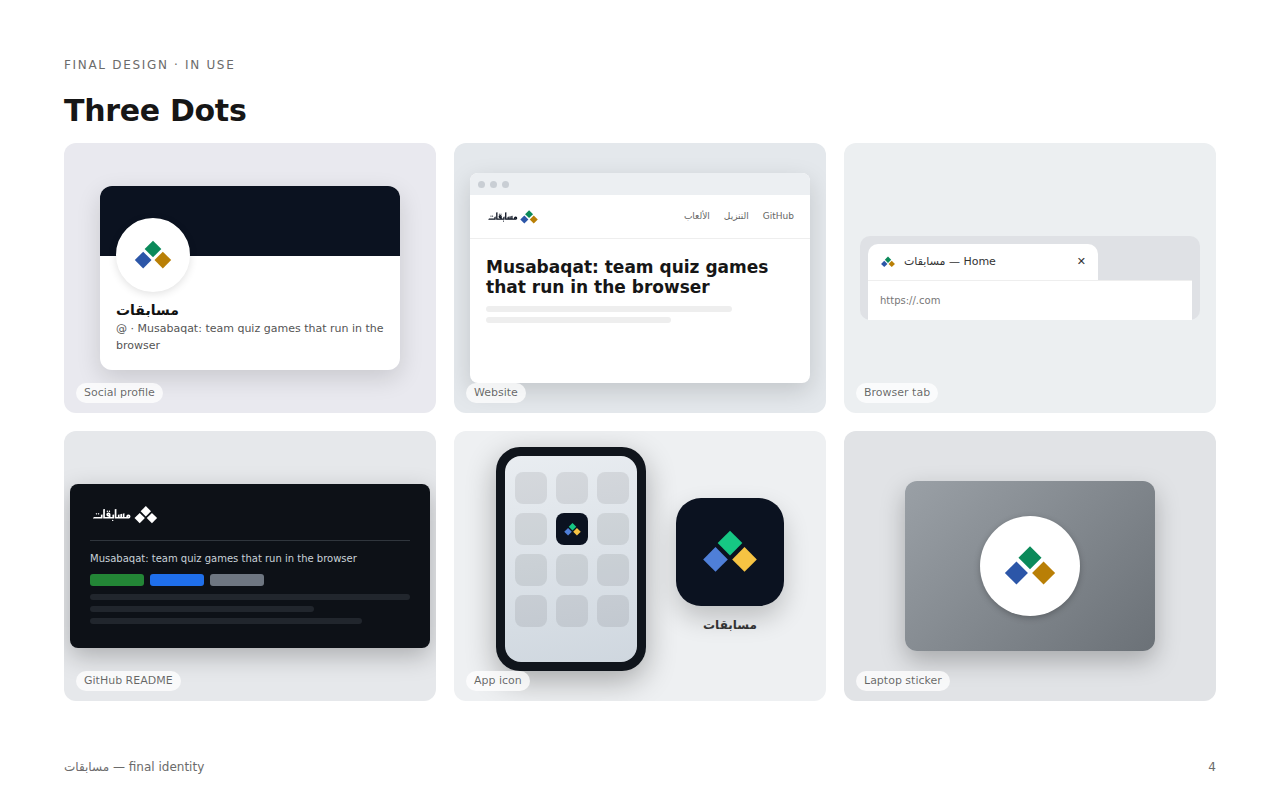 FINAL DESIGN · IN USE
Three Dots
مسابقات
@ · Musabaqat: team quiz games that run in the
browser
Social profile
مسابقات
الألعاب التنزيل GitHub
Musabaqat: team quiz games
that run in the browser
Website
مسابقات — Home ✕
https://.com
Browser tab
مسابقات
Musabaqat: team quiz games that run in the browser
GitHub README
مسابقات
App icon
Laptop sticker
مسابقات — final identity
4